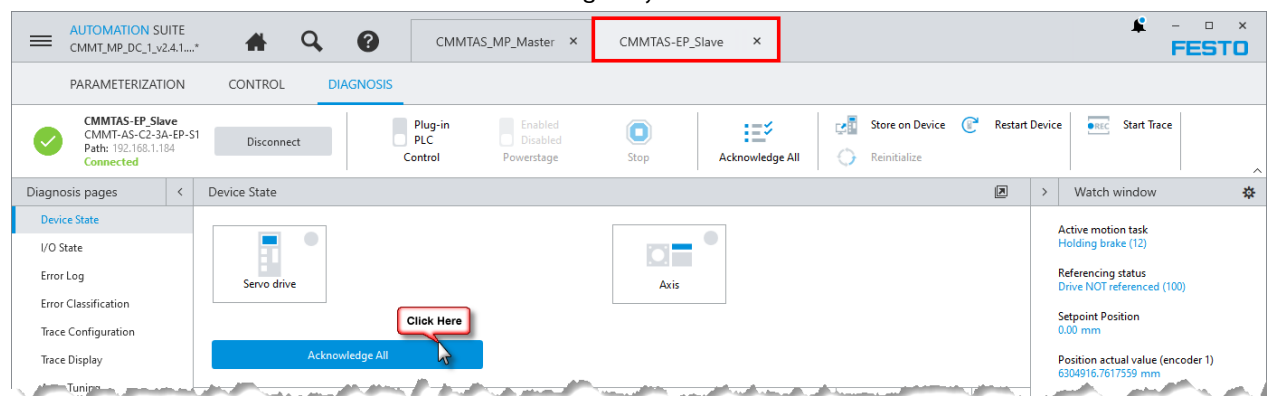 AUTOMATION SUITE
CMMT_MP_DC_1_v2.4.1....*
CMMTAS_MP_Master ×
CMMTAS-EP_Slave ×
FESTO
PARAMETERIZATION CONTROL DIAGNOSIS
CMMTAS-EP_Slave
CMMT-AS-C2-3A-EP-S1
Path: 192.168.1.184
Connected
Disconnect
Plug-in
PLC
Control
Enabled
Disabled
Powerstage
Stop
Acknowledge All
Store on Device
Reinitialize
Restart Device
REC
Start Trace
Diagnosis pages
Device State
Watch window
Device State
I/O State
Error Log
Error Classification
Trace Configuration
Trace Display
Servo drive
Axis
Click Here
Acknowledge All
Active motion task
Holding brake (12)
Referencing status
Drive NOT referenced (100)
Setpoint Position
0.00 mm
Position actual value (encoder 1)
6304916.7617559 mm